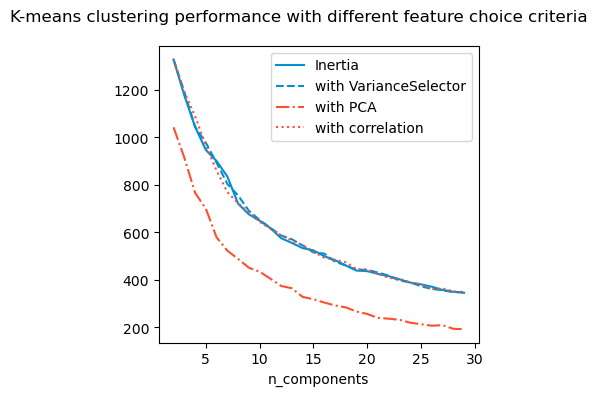 K-means clustering performance with different feature choice criteria
Inertia
with VarianceSelector
with PCA
with correlation
1200
1000
800
600
400
200
5 10 15 20 25 30
n_components